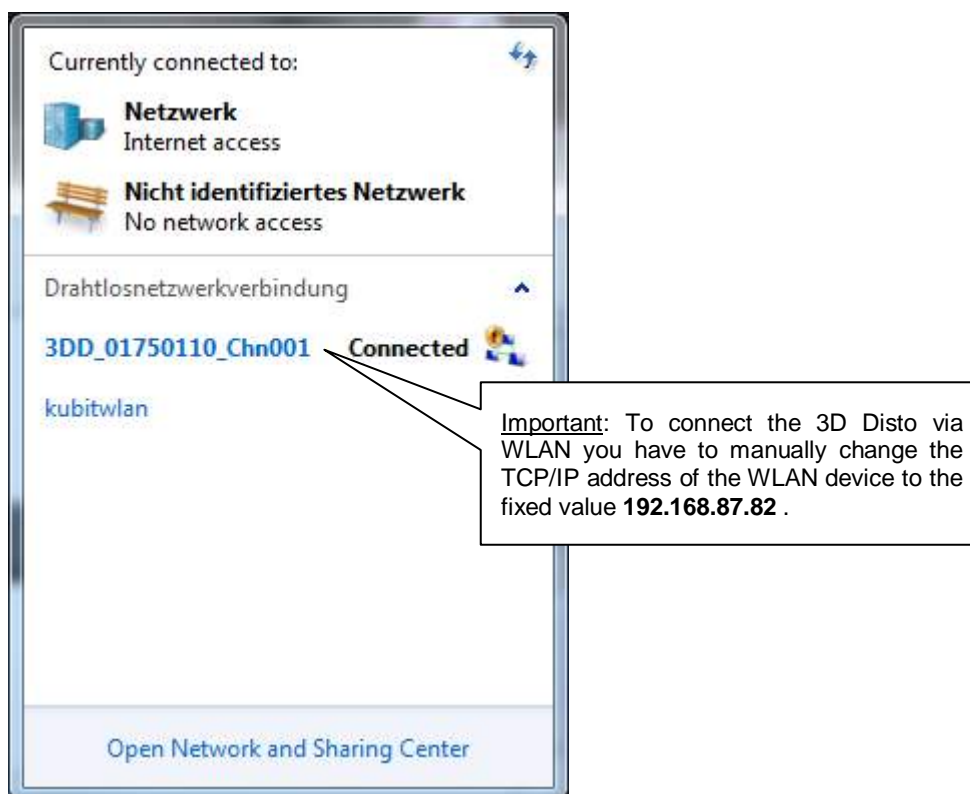 Currently connected to:
Netzwerk
Internet access
Nicht identifiziertes Netzwerk
No network access
Drahtlosnetzwerkverbindung
3DD_01750110_Chn001 Connected
kubitwlan
Important: To connect the 3D Disto via
WLAN you have to manually change the
TCP/IP address of the WLAN device to the
fixed value 192.168.87.82 .
Open Network and Sharing Center